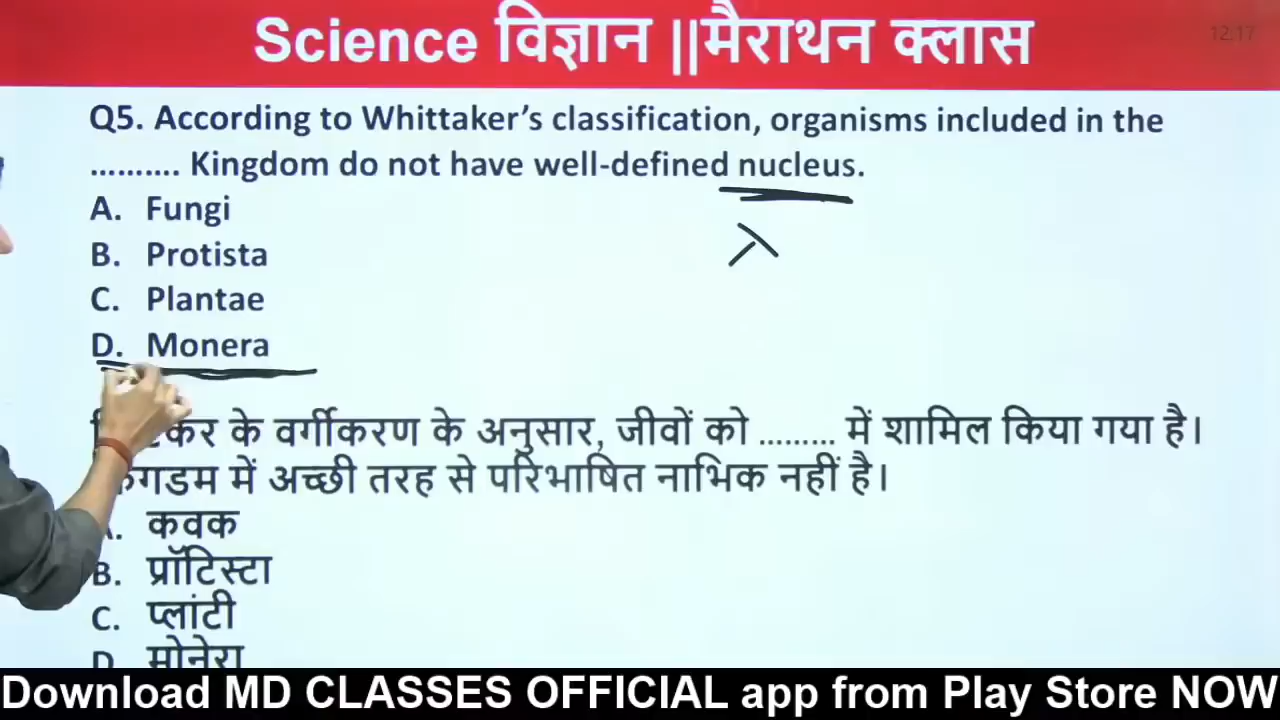 Science विज्ञान ||मैराथन क्लास
12:17
Q5. According to Whittaker’s classification, organisms included in the
.......... Kingdom do not have well-defined nucleus.
A. Fungi
B. Protista
C. Plantae
D. Monera
के वर्गीकरण के अनुसार, जीवों को ......... में शामिल किया गया है।
में अच्छी तरह से परिभाषित नाभिक नहीं है।
कवक
B. प्रॉटिस्टा
C. प्लांटी
D. मोनेरा
Download MD CLASSES OFFICIAL app from Play Store NOW